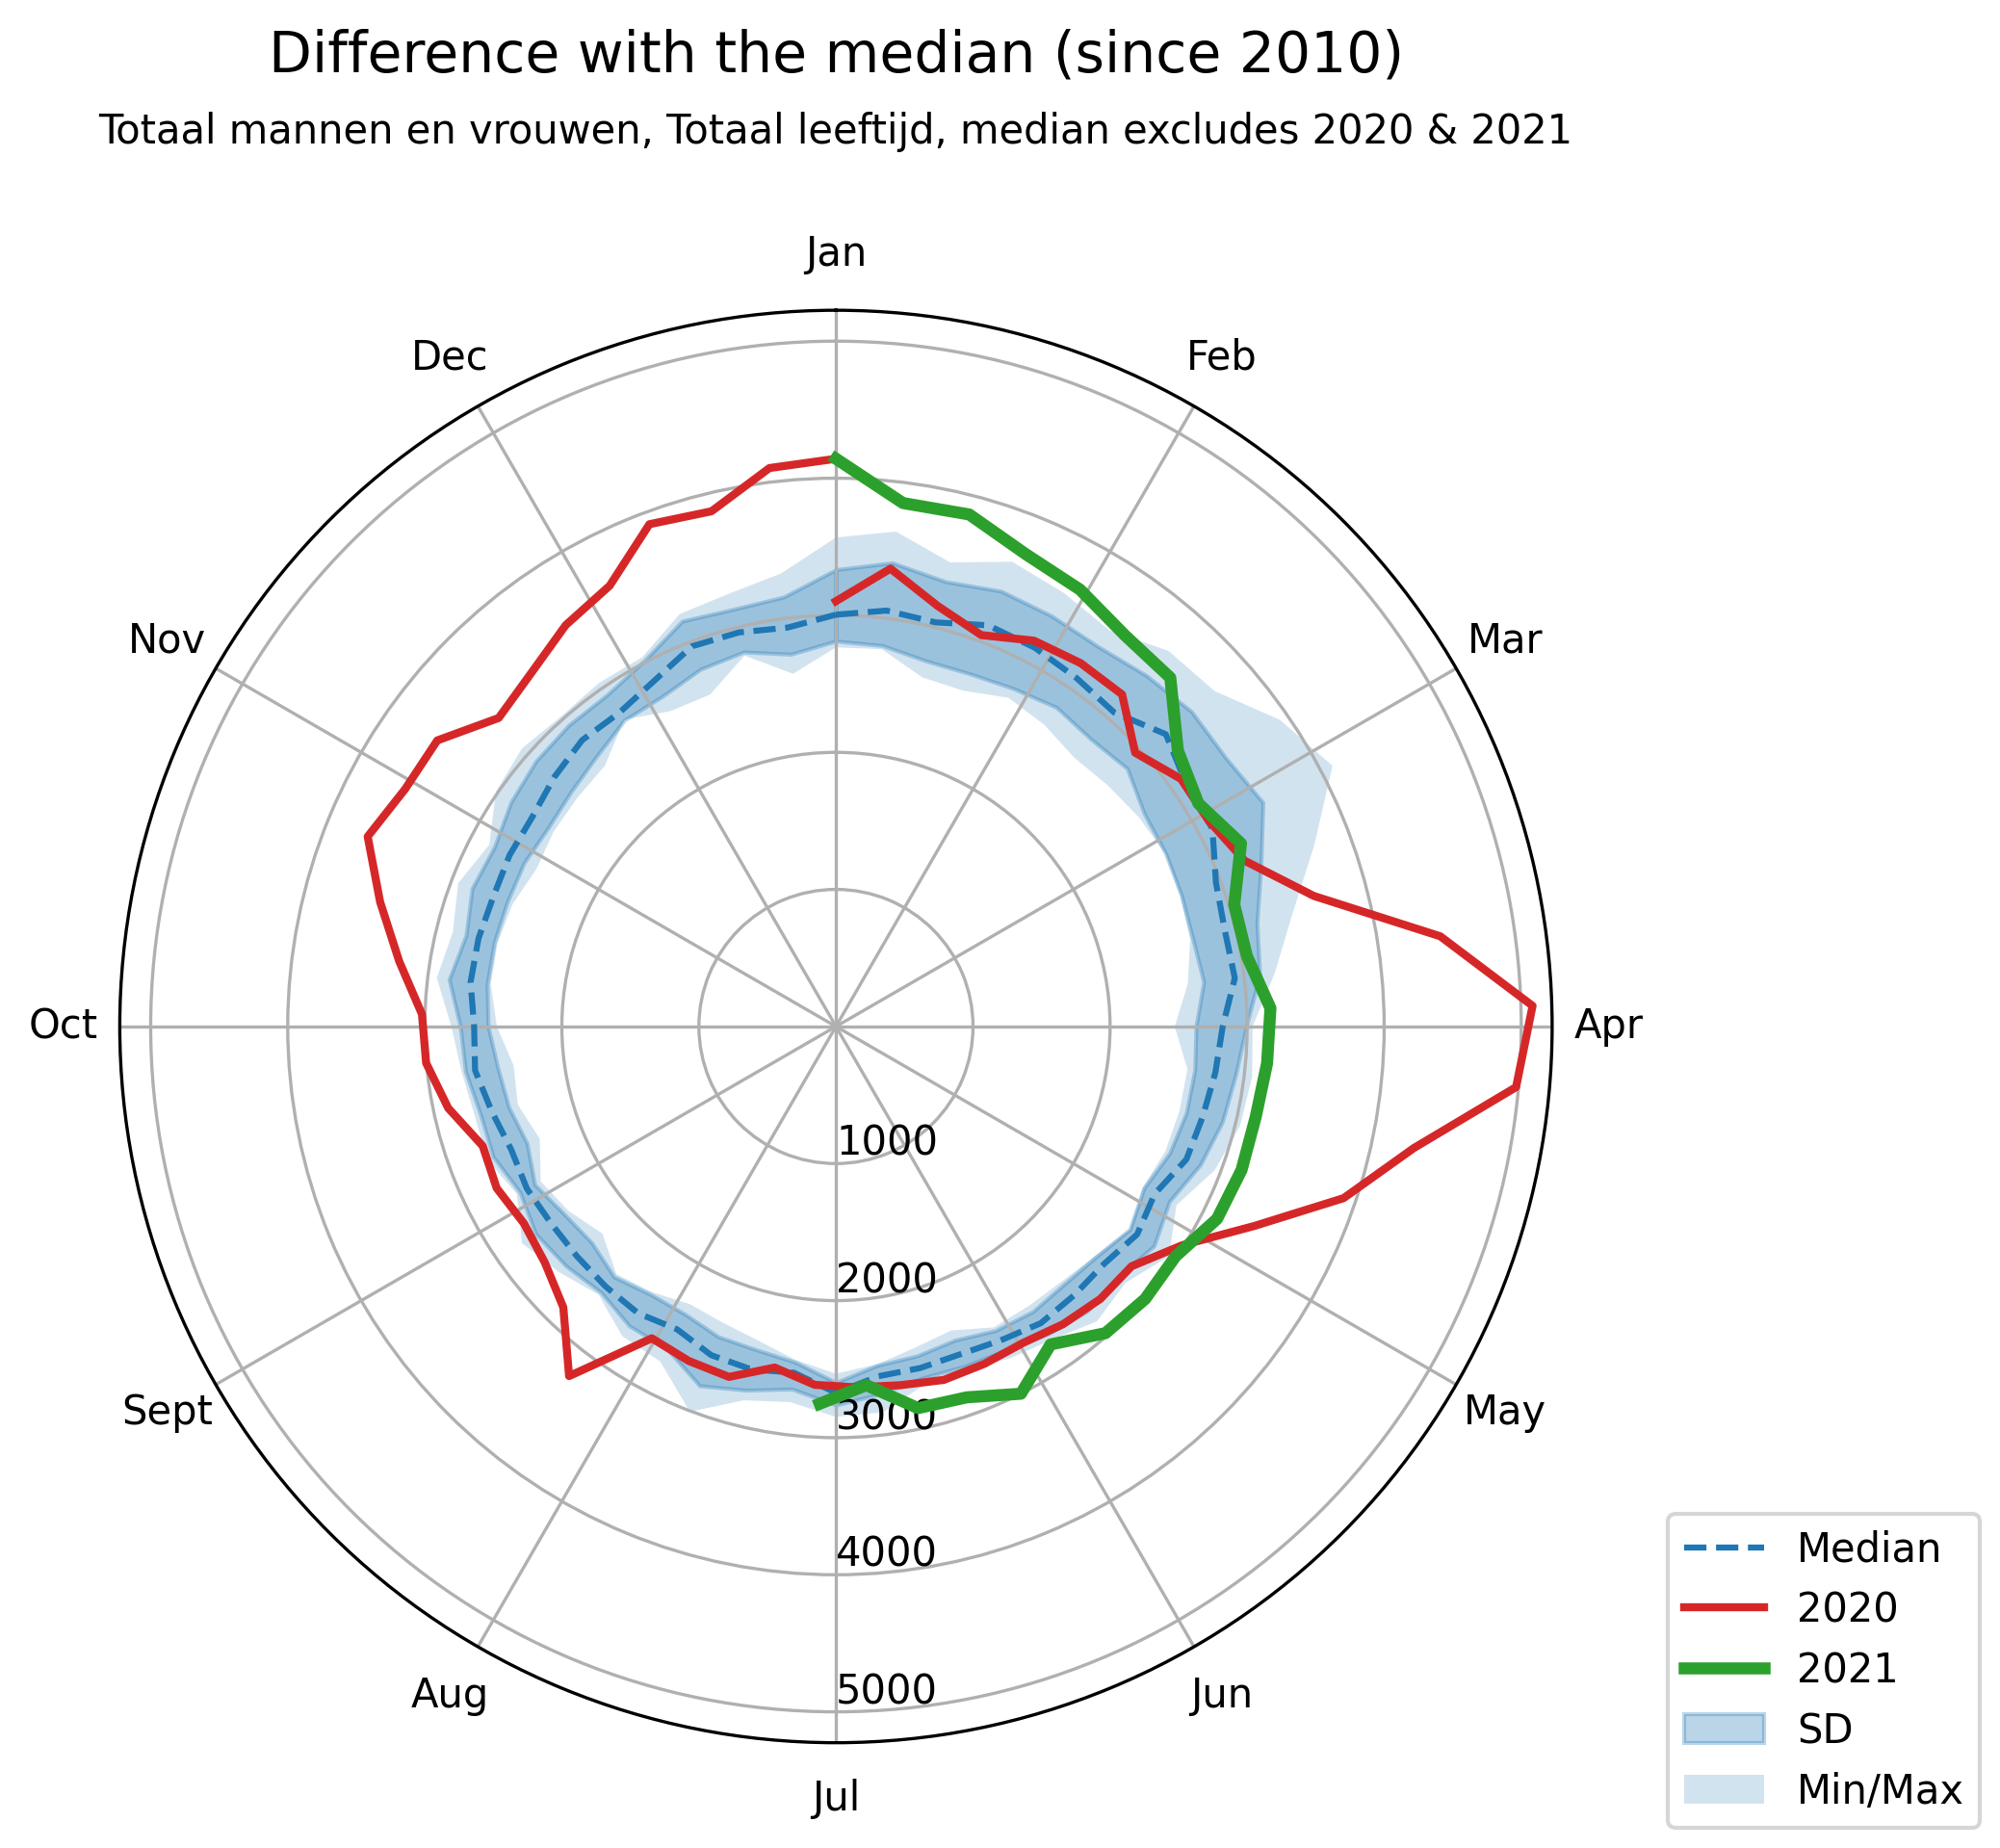 Difference with the median (since 2010)
Totaal mannen en vrouwen, Totaal leeftijd, median excludes 2020 & 2021
Jan
Dec
Feb
Nov
Mar
Oct
Apr
1000
2000
Sept
May
3000
4000
Aug
5000
Jun
Jul
Median
2020
2021
SD
Min/Max